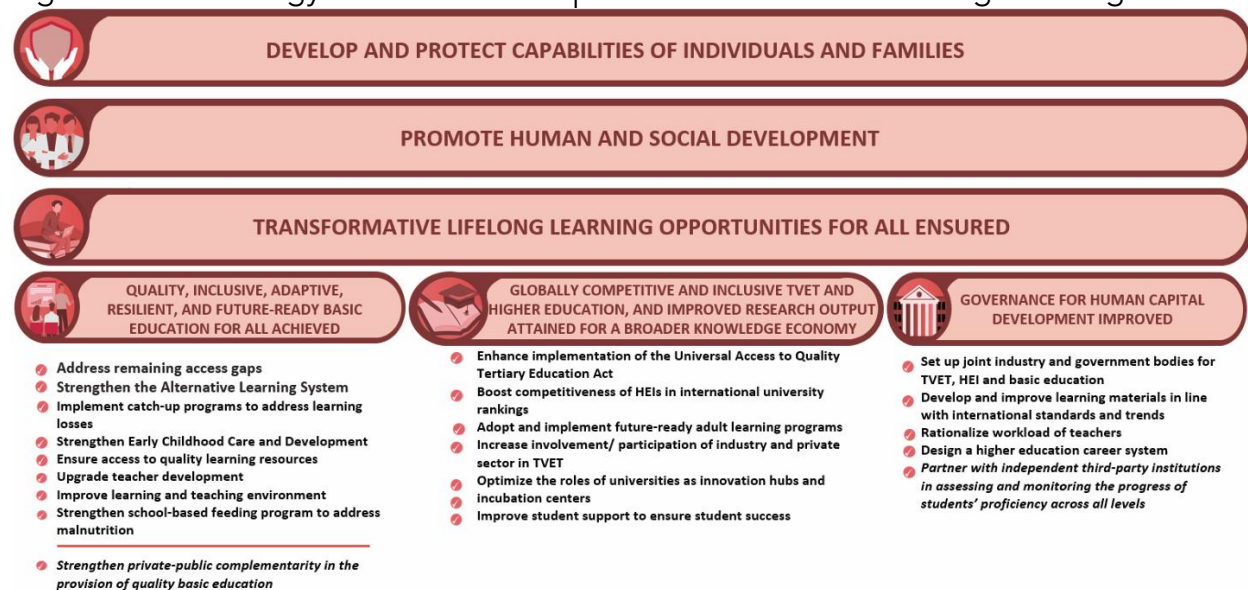 DEVELOP AND PROTECT CAPABILITIES OF INDIVIDUALS AND FAMILIES
PROMOTE HUMAN AND SOCIAL DEVELOPMENT
TRANSFORMATIVE LIFELONG LEARNING OPPORTUNITIES FOR ALL ENSURED
QUALITY, INCLUSIVE, ADAPTIVE,
RESILIENT, AND FUTURE-READY BASIC
EDUCATION FOR ALL ACHIEVED
Address remaining access gaps
Strengthen the Alternative Learning System
Implement catch-up programs to address learning
losses
Strengthen Early Childhood Care and Development
Ensure access to quality learning resources
Upgrade teacher development
Improve learning and teaching environment
Strengthen school-based feeding program to address
malnutrition
Strengthen private-public complementarity in the
provision of quality basic education
GLOBALLY COMPETITIVE AND INCLUSIVE TVET AND
HIGHER EDUCATION, AND IMPROVED RESEARCH OUTPUT
ATTAINED FOR A BROADER KNOWLEDGE ECONOMY
Enhance implementation of the Universal Access to Quality
Tertiary Education Act
Boost competitiveness of HEIs in international university
rankings
Adopt and implement future-ready adult learning programs
Increase involvement/ participation of industry and private
sector in TVET
Optimize the roles of universities as innovation hubs and
incubation centers
Improve student support to ensure student success
GOVERNANCE FOR HUMAN CAPITAL
DEVELOPMENT IMPROVED
Set up joint industry and government bodies for
TVET, HEI and basic education
Develop and improve learning materials in line
with international standards and trends
Rationalize workload of teachers
Design a higher education career system
Partner with independent third-party institutions
in assessing and monitoring the progress of
students' proficiency across all levels